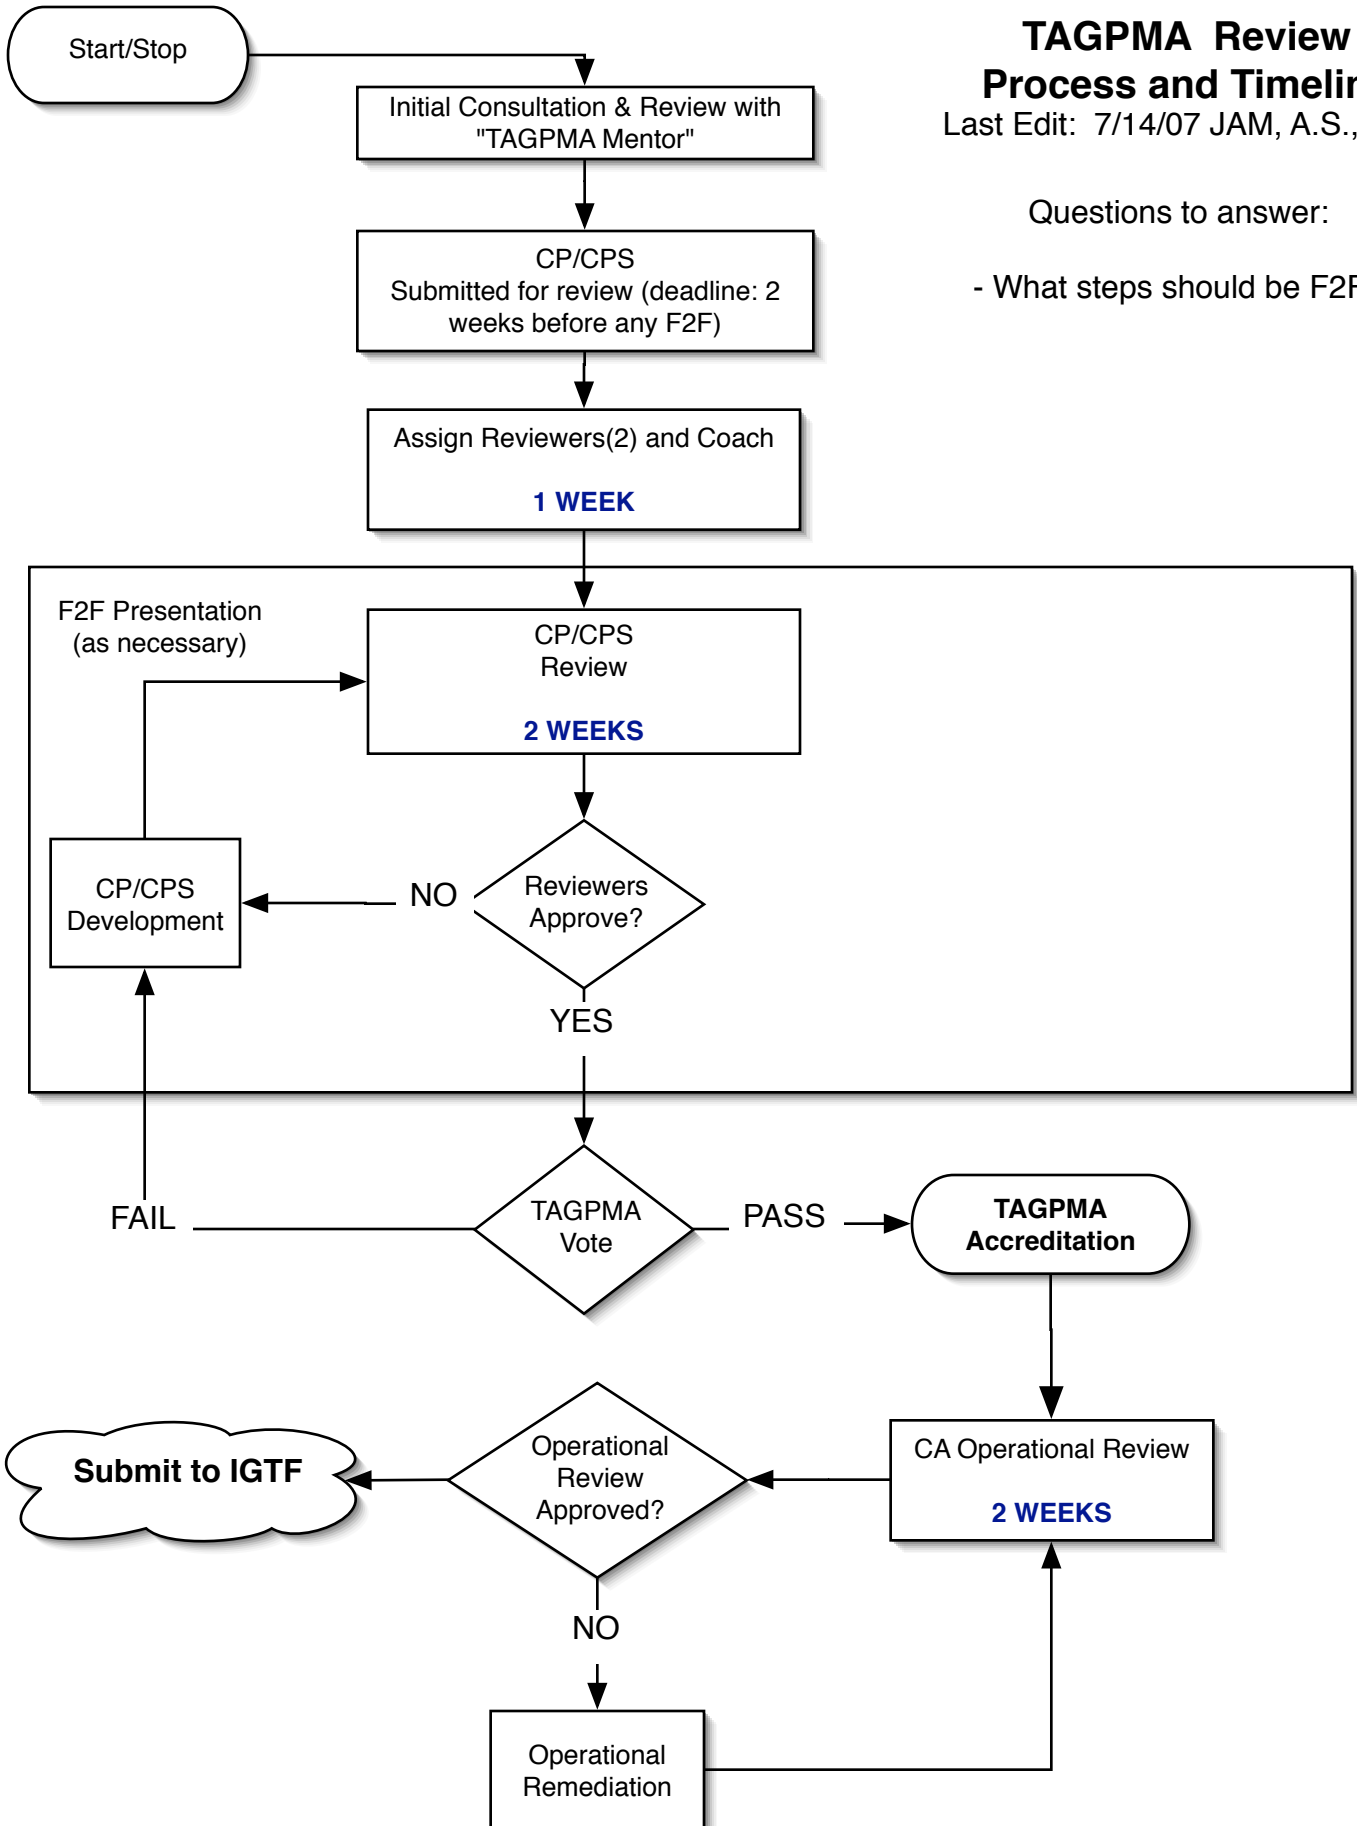 Start/Stop
TAGPMA Review
Process and Timelin
Last Edit: 7/14/07 JAM, A.S.,
Questions to answer:
- What steps should be F2F
Initial Consultation & Review with
"TAGPMA Mentor"
CP/CPS
Submitted for review (deadline: 2
weeks before any F2F)
Assign Reviewers(2) and Coach
1 WEEK
F2F Presentation
(as necessary)
CP/CPS
Review
2 WEEKS
CP/CPS
Development
NO
Reviewers
Approve?
YES
FAIL
TAGPMA
Vote
PASS
TAGPMA
Accreditation
Submit to IGTF
Operational
Review
Approved?
CA Operational Review
2 WEEKS
NO
Operational
Remediation